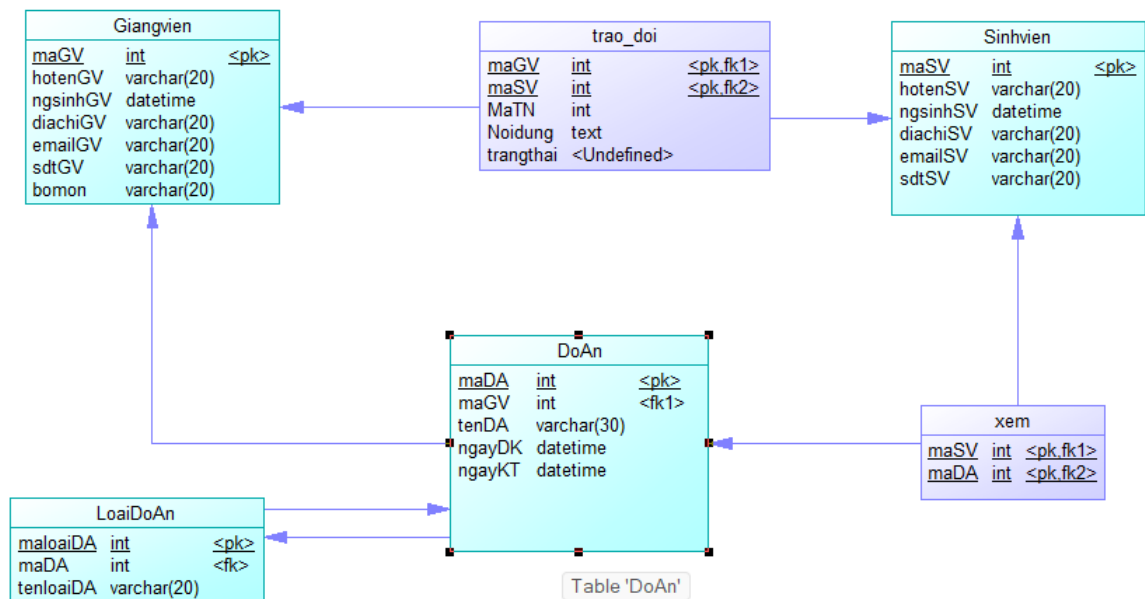 Giangvien
maGV int <pk>
hotenGV varchar(20)
ngsinhGV datetime
diachiGV varchar(20)
emailGV varchar(20)
sdtGV varchar(20)
bomon varchar(20)
trao_doi
maGV int <pk,fk1>
maSV int <pk,fk2>
MaTN int
Noidung text
trangthai <Undefined>
Sinhvien
maSV int <pk>
hotenSV varchar(20)
ngsinhSV datetime
diachiSV varchar(20)
emailSV varchar(20)
sdtSV varchar(20)
DoAn
maDA int <pk>
maGV int <fk1>
tenDA varchar(30)
ngayDK datetime
ngayKT datetime
xem
maSV int <pk,fk1>
maDA int <pk,fk2>
LoaiDoAn
maloaiDA int <pk>
maDA int <fk>
tenloaiDA varchar(20)
Table 'DoAn'